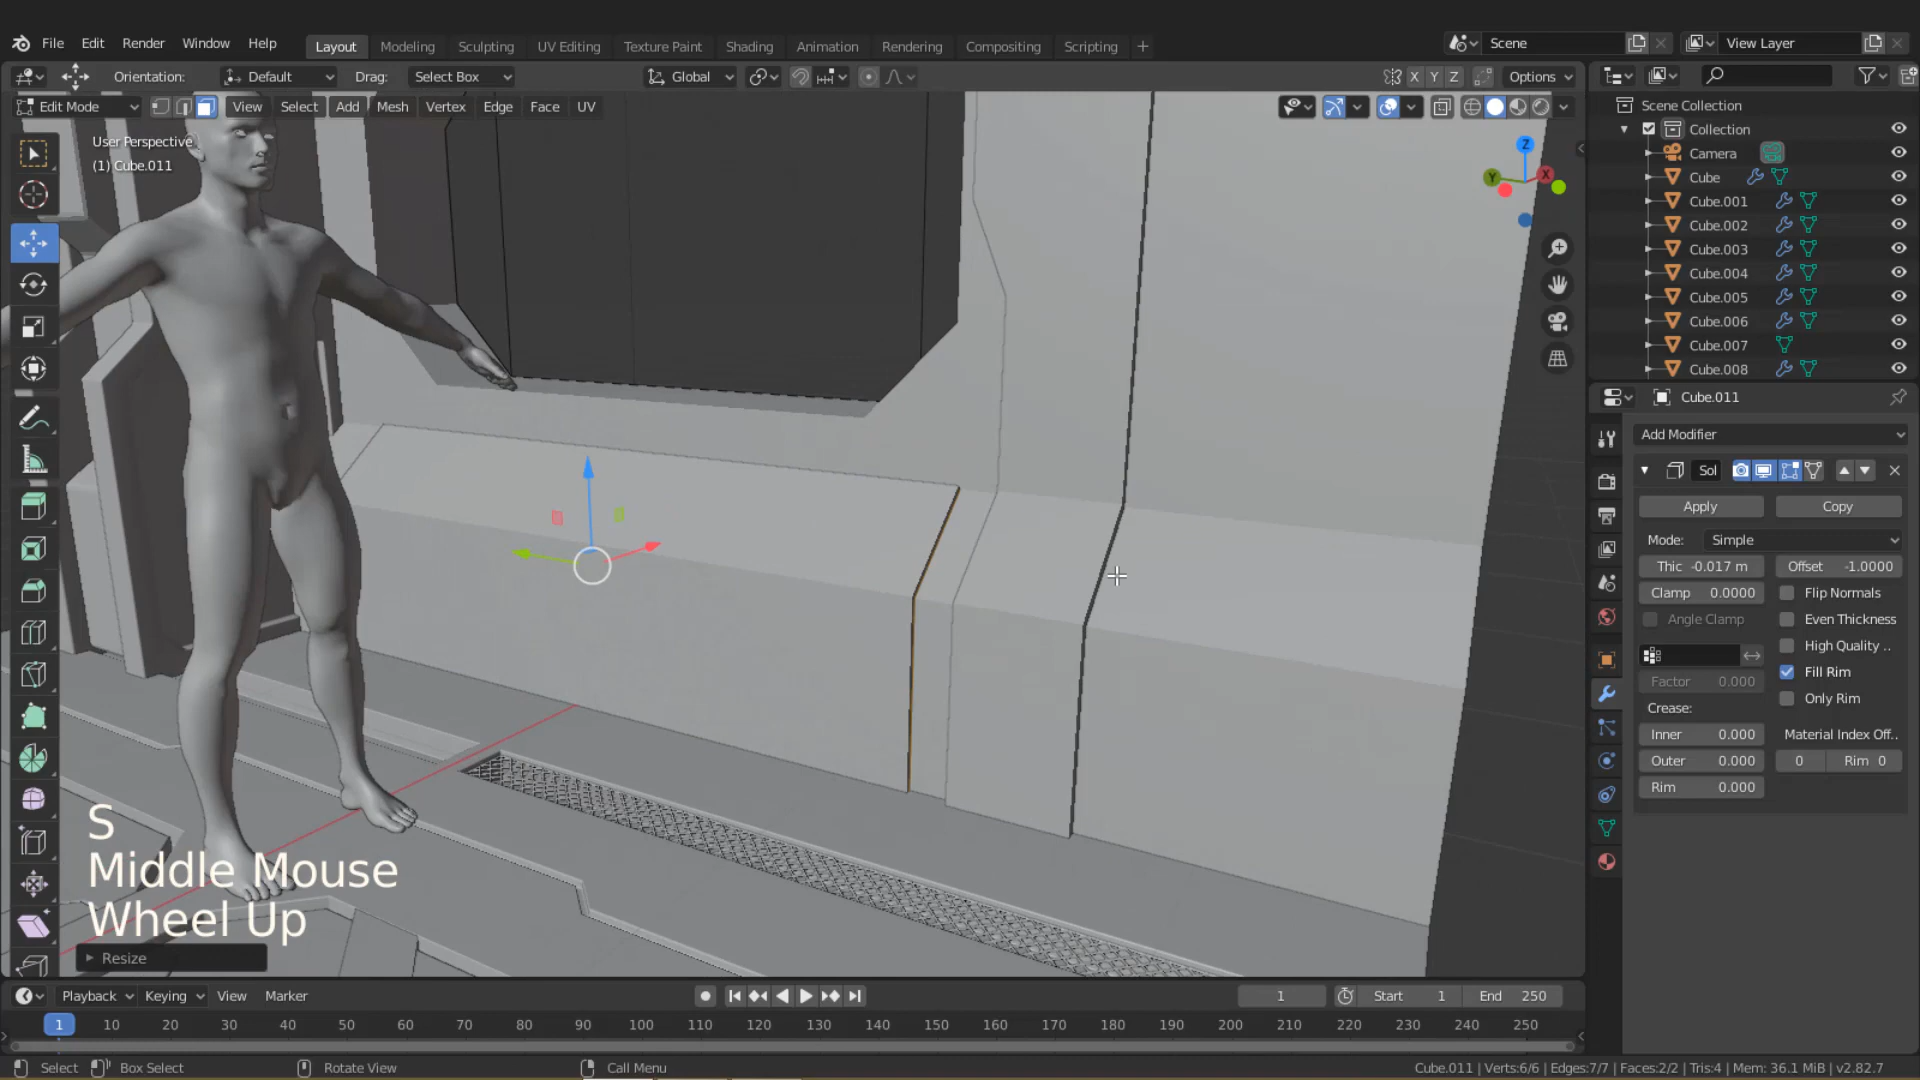 File Edit Render Window Help Layout Modeling Sculpting UV Editing Texture Paint Shading Animation Rendering Compositing Scripting + Scene View Layer
Orientation: Default Drag: Select Box Global X Y Z Options
Edit Mode View Select Add Mesh Vertex Edge Face UV
User Perspective
(1) Cube.011
Z
Y X
Scene Collection
Collection
Camera
Cube
Cube.001
Cube.002
Cube.003
Cube.004
Cube.005
Cube.006
Cube.007
Cube.008
Cube.011
Add Modifier
Sol
Apply Copy
Mode: Simple
Thic -0.017 m Offset -1.0000
Clamp 0.0000 Flip Normals
Angle Clamp Even Thickness
High Quality ..
Fill Rim
Factor 0.000
Only Rim
Crease:
Inner 0.000 Material Index Off..
Outer 0.000 0 Rim 0
Rim 0.000
S
Middle Mouse
Wheel Up
Resize
Playback Keying View Marker 1 Start 1 End 250
1 10 20 30 40 50 60 70 80 90 100 110 120 130 140 150 160 170 180 190 200 210 220 230 240 250
Select Box Select Rotate View Call Menu Cube.011 | Verts:6/6 | Edges:7/7 | Faces:2/2 | Tris:4 | Mem: 36.1 MiB | v2.82.7